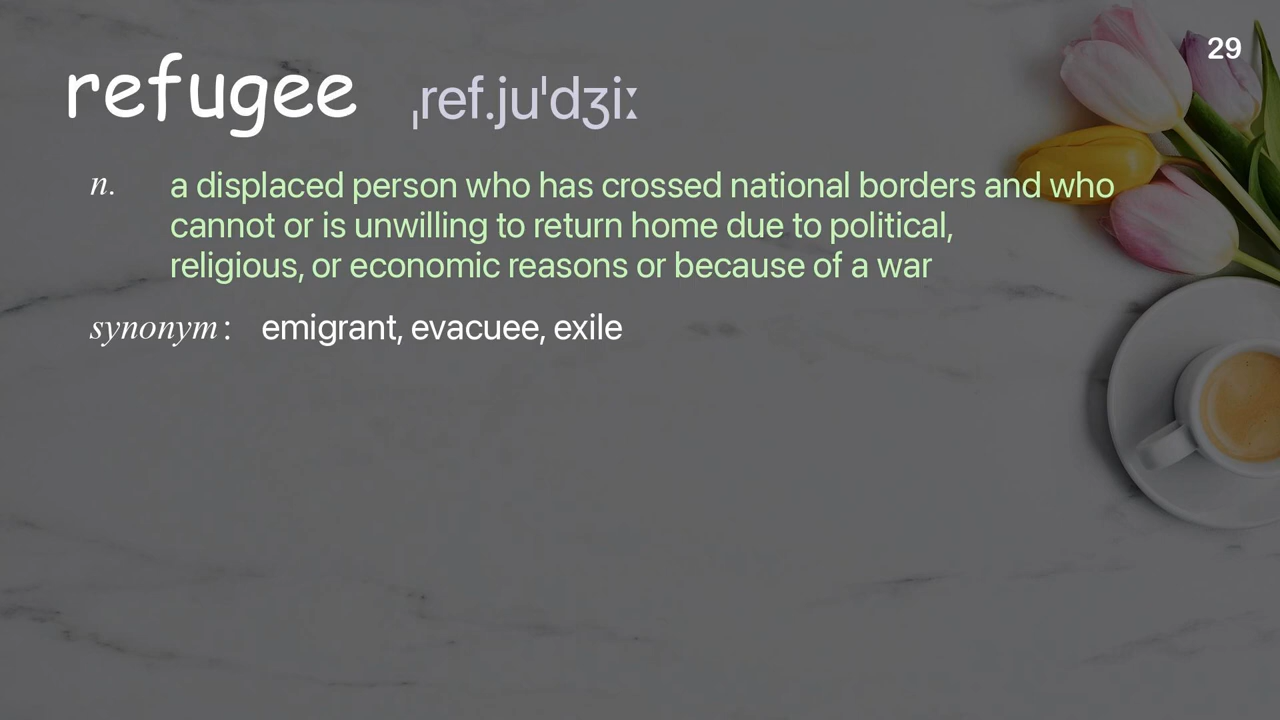 29
refugee ˌref.juˈdʒiː
n. a displaced person who has crossed national borders and who
cannot or is unwilling to return home due to political,
religious, or economic reasons or because of a war
synonym: emigrant, evacuee, exile